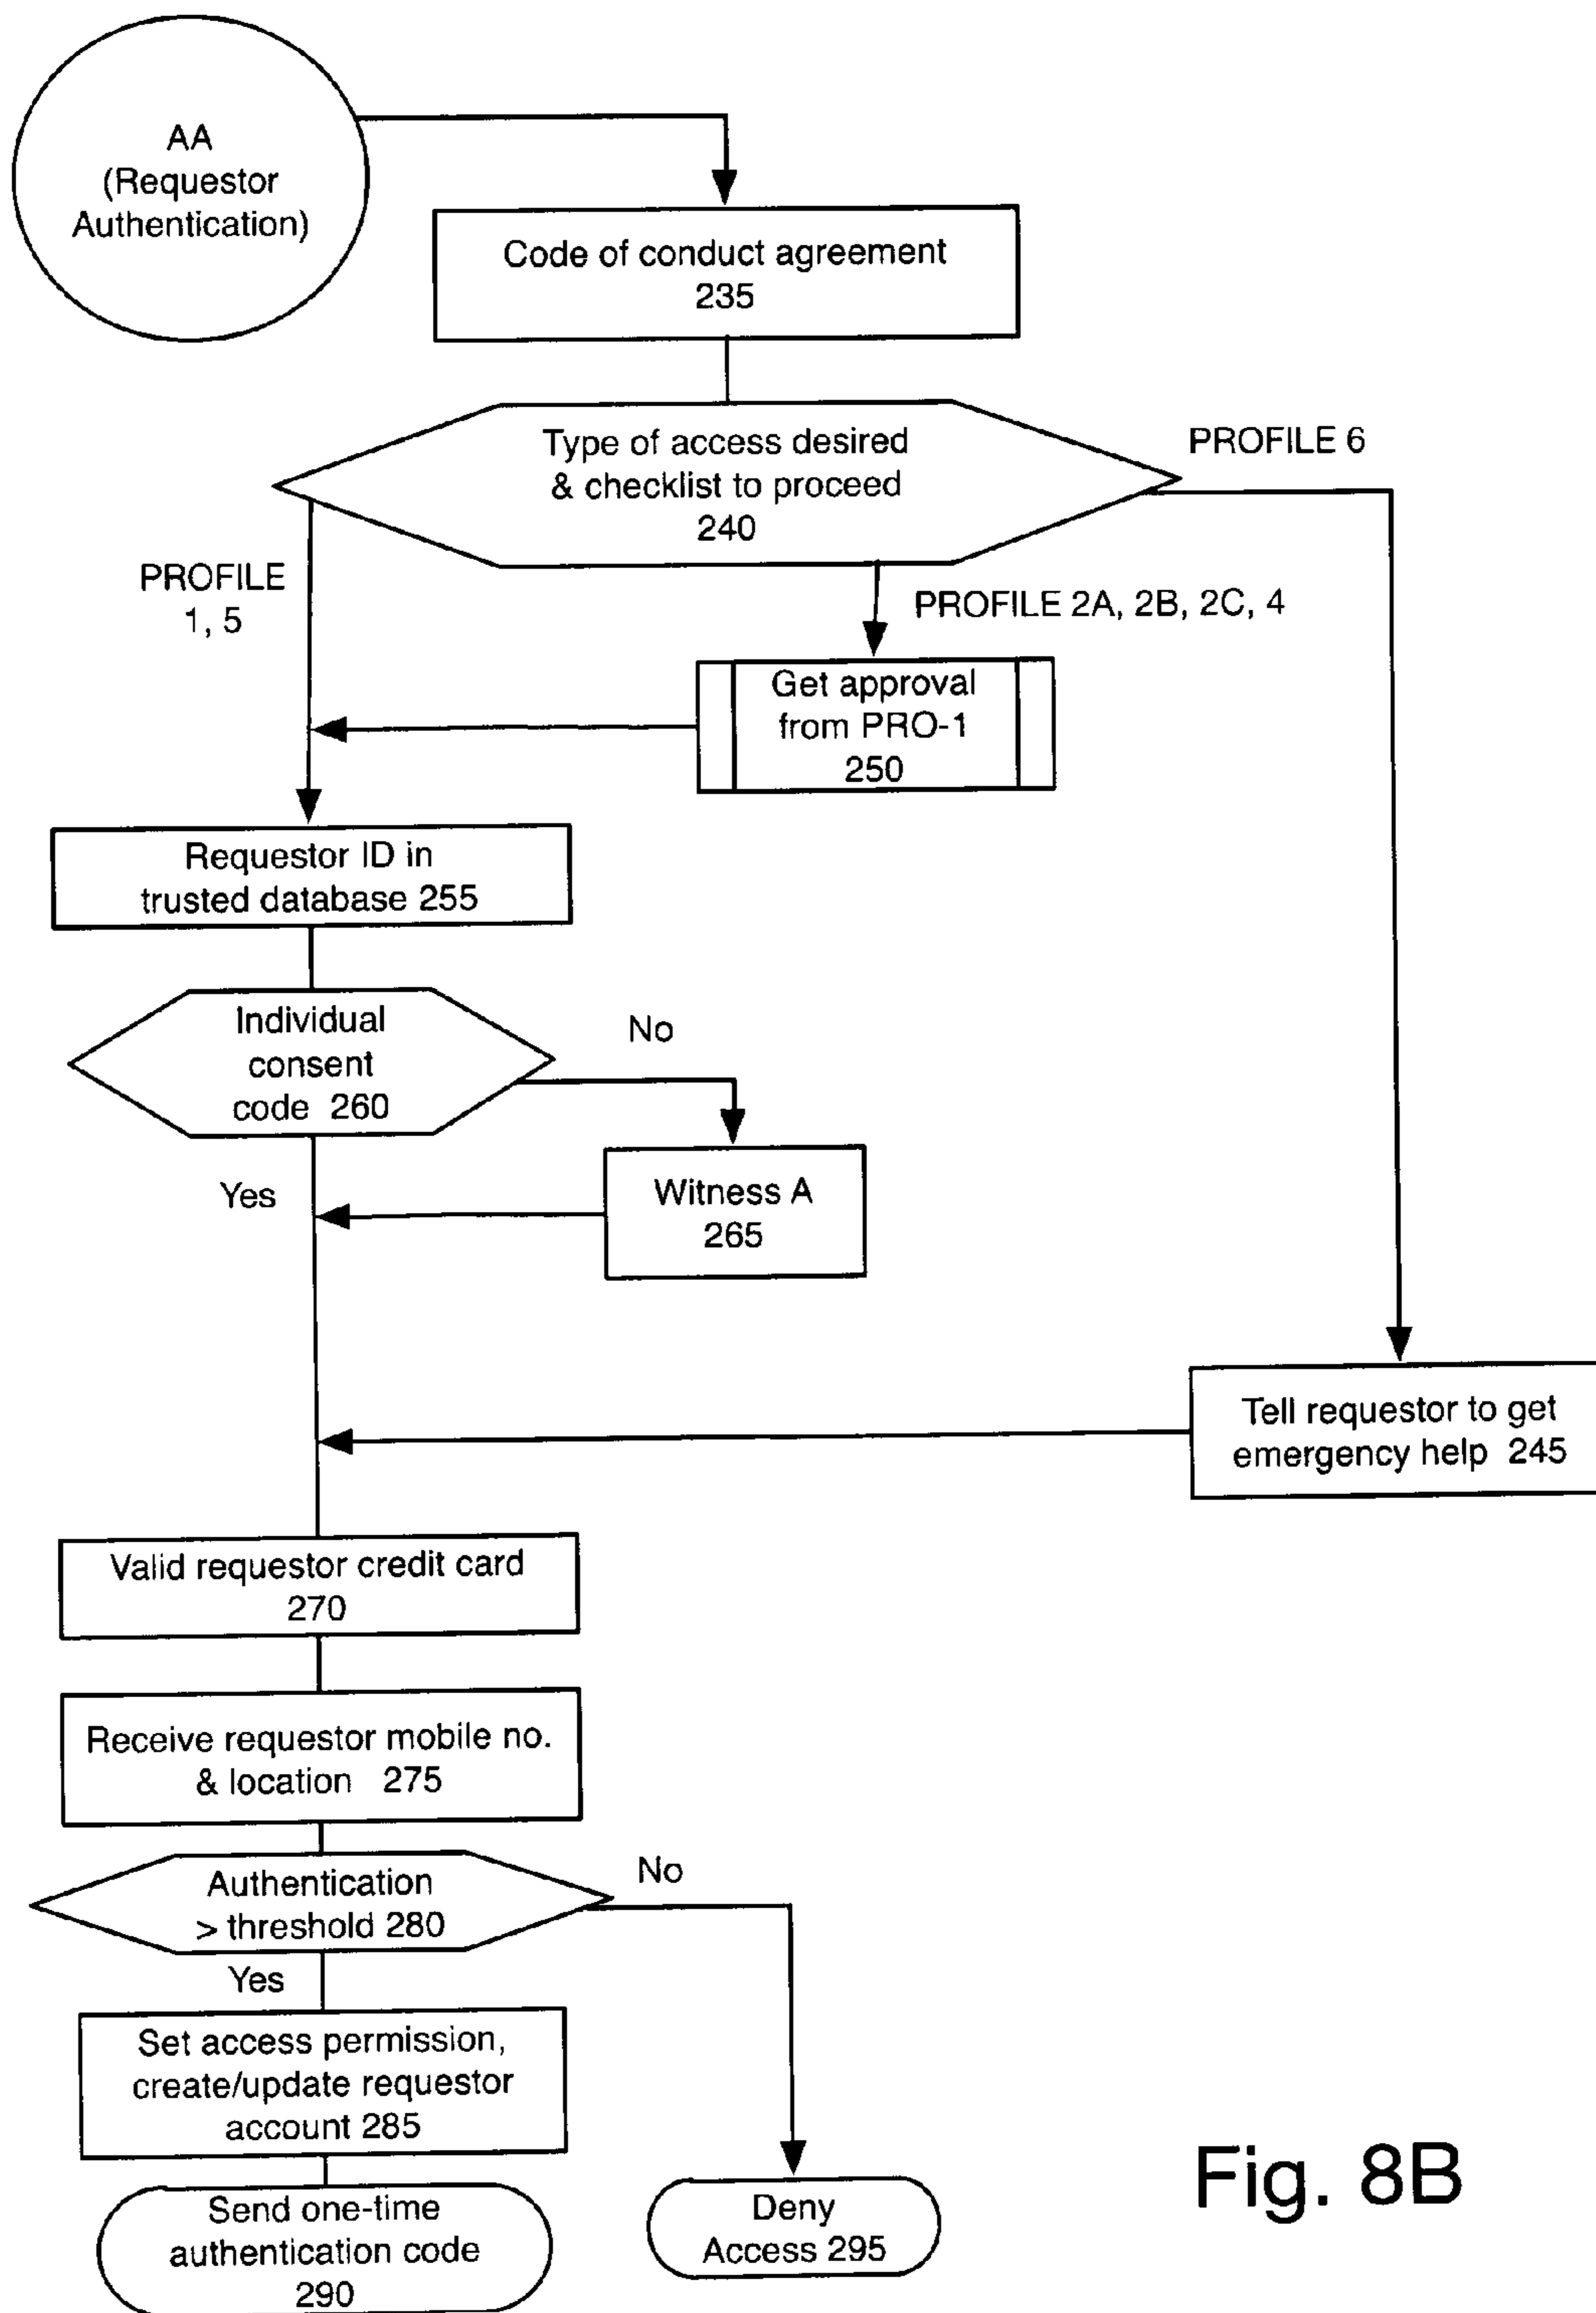 AA
(Requestor
Authentication)
Code of conduct agreement
235
Type of access desired
& checklist to proceed
240
PROFILE 6
PROFILE
1, 5
PROFILE 2A, 2B, 2C, 4
Get approval
from PRO-1
250
Requestor ID in
trusted database 255
Individual
consent
code 260
No
Yes
Witness A
265
Tell requestor to get
emergency help 245
Valid requestor credit card
270
Receive requestor mobile no.
& location 275
Authentication
> threshold 280
No
Yes
Set access permission,
create/update requestor
account 285
Send one-time
authentication code
290
Deny
Access 295
Fig. 8B